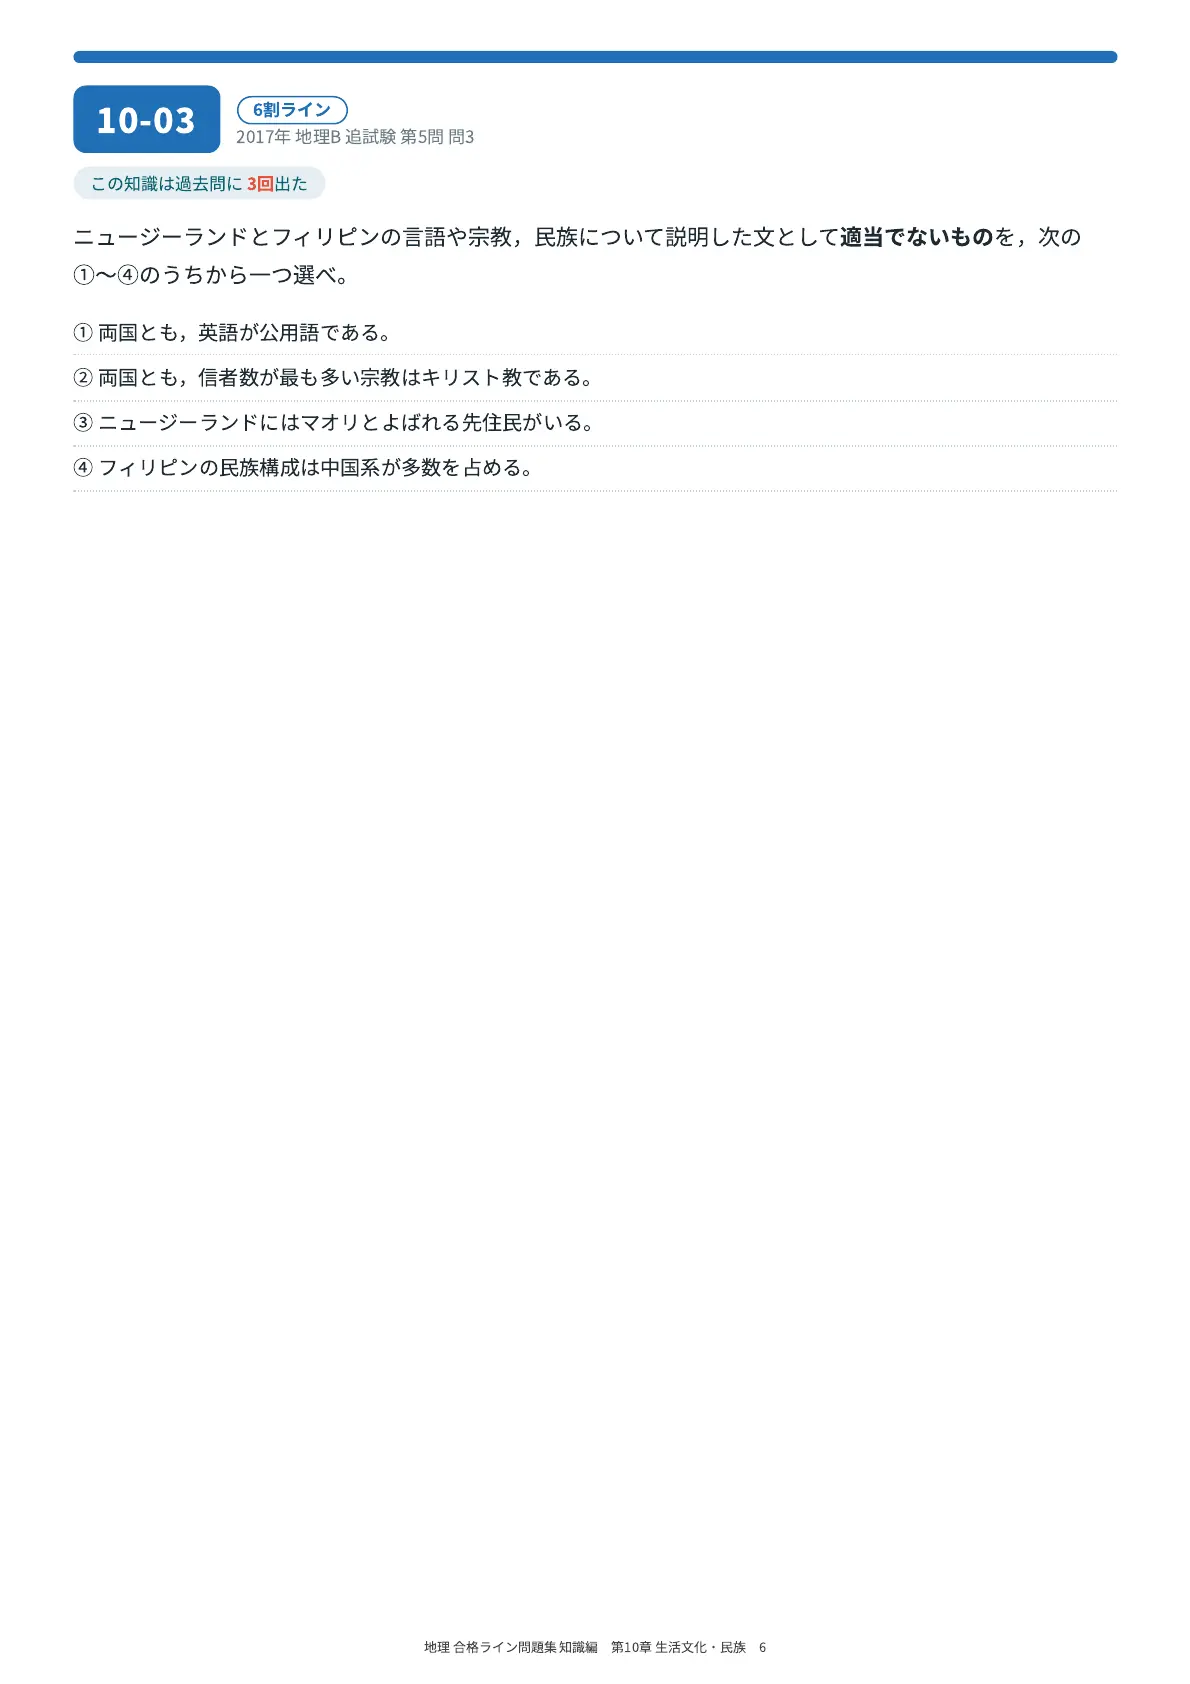 10-03
6割ライン
2017年 地理B 追試験 第5問 問3
この知識は過去問に 3回出た
ニュージーランドとフィリピンの言語や宗教，民族について説明した文として適当でないものを，次の
①〜④のうちから一つ選べ。
① 両国とも，英語が公用語である。
② 両国とも，信者数が最も多い宗教はキリスト教である。
③ ニュージーランドにはマオリとよばれる先住民がいる。
④ フィリピンの民族構成は中国系が多数を占める。
地理 合格ライン問題集 知識編　第10章 生活文化・民族　6